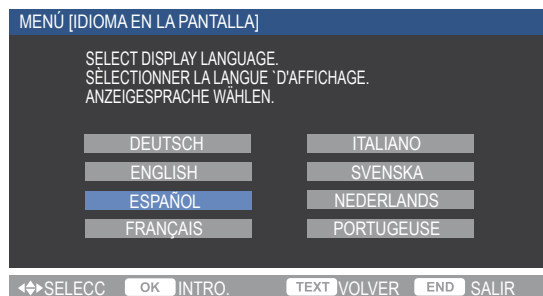 MENÚ [IDIOMA EN LA PANTALLA]
SELECT DISPLAY LANGUAGE.
SÈLECTIONNER LA LANGUE `D'AFFICHAGE.
ANZEIGESPRACHE WÄHLEN.
DEUTSCH ITALIANO
ENGLISH SVENSKA
ESPAÑOL NEDERLANDS
FRANÇAIS PORTUGEUSE
SELECC OK INTRO. TEXT VOLVER END SALIR